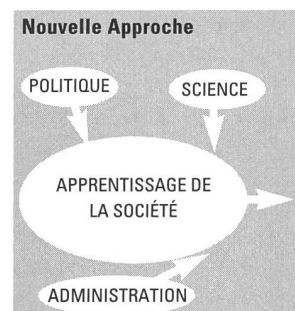 Nouvelle Approche
POLITIQUE
SCIENCE
APPRENTISSAGE DE
LA SOCIÉTÉ
ADMINISTRATION